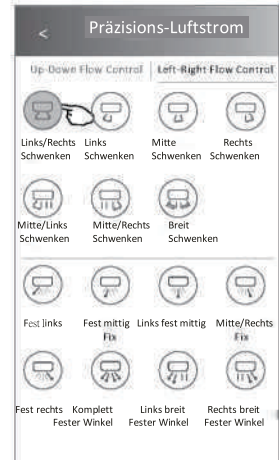 < Präzisions-Luftstrom
Up-Down Flow Control Left-Right Flow Control
Links/Rechts Links Mitte Rechts
Schwenken Schwenken Schwenken Schwenken
Mitte/Links Mitte/Rechts Breit
Schwenken Schwenken Schwenken
Fest links Fest mittig Links fest mittig Mitte/Rechts
Fix Fix
Fest rechts Komplett Links breit Rechts breit
Fester Winkel Fester Winkel Fester Winkel